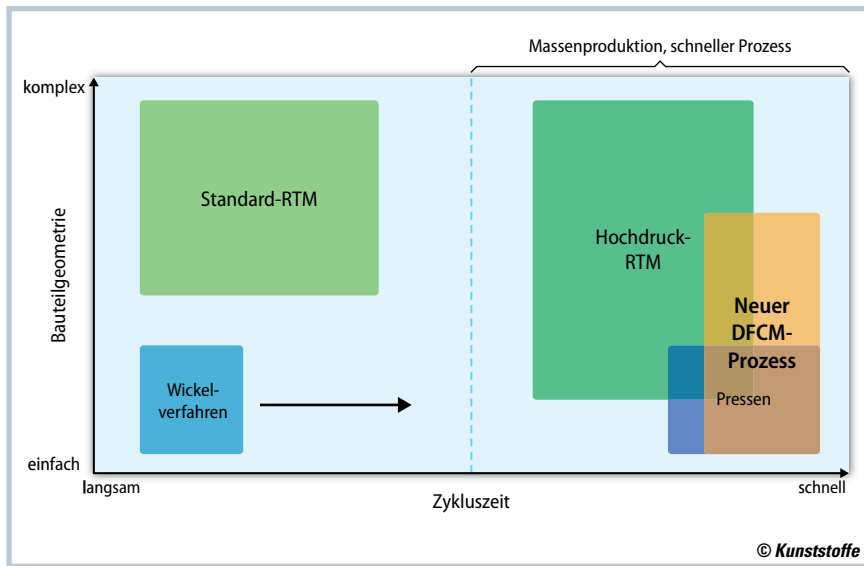 Massenproduktion, schneller Prozess
komplex
Standard-RTM
Hochdruck-
RTM
Bauteilgeometrie
Neuer
DFCM-
Prozess
Wickel-
verfahren
Pressen
einfach
langsam
Zykluszeit
schnell
© Kunststoffe